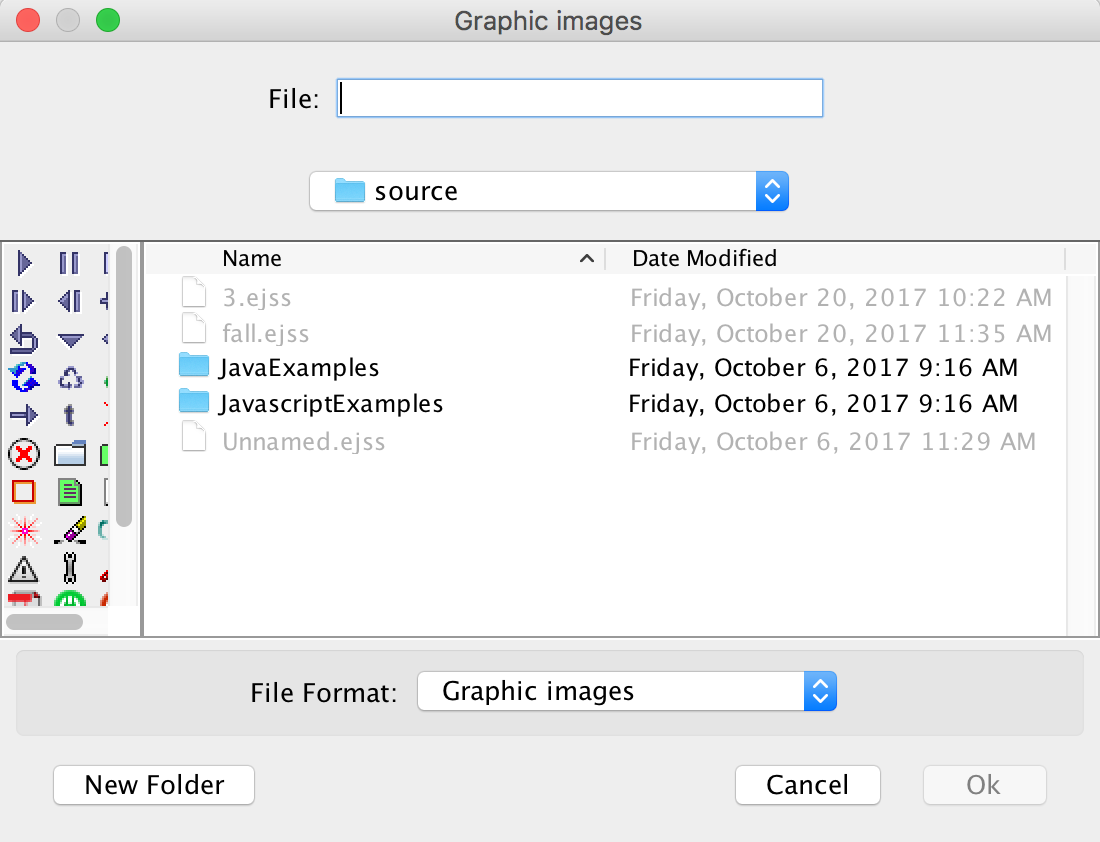 Graphic images
File:
source
Name Date Modified
3.ejss Friday, October 20, 2017 10:22 AM
fall.ejss Friday, October 20, 2017 11:35 AM
JavaExamples Friday, October 6, 2017 9:16 AM
JavascriptExamples Friday, October 6, 2017 9:16 AM
Unnamed.ejss Friday, October 6, 2017 11:29 AM
t
File Format: Graphic images
New Folder Cancel Ok